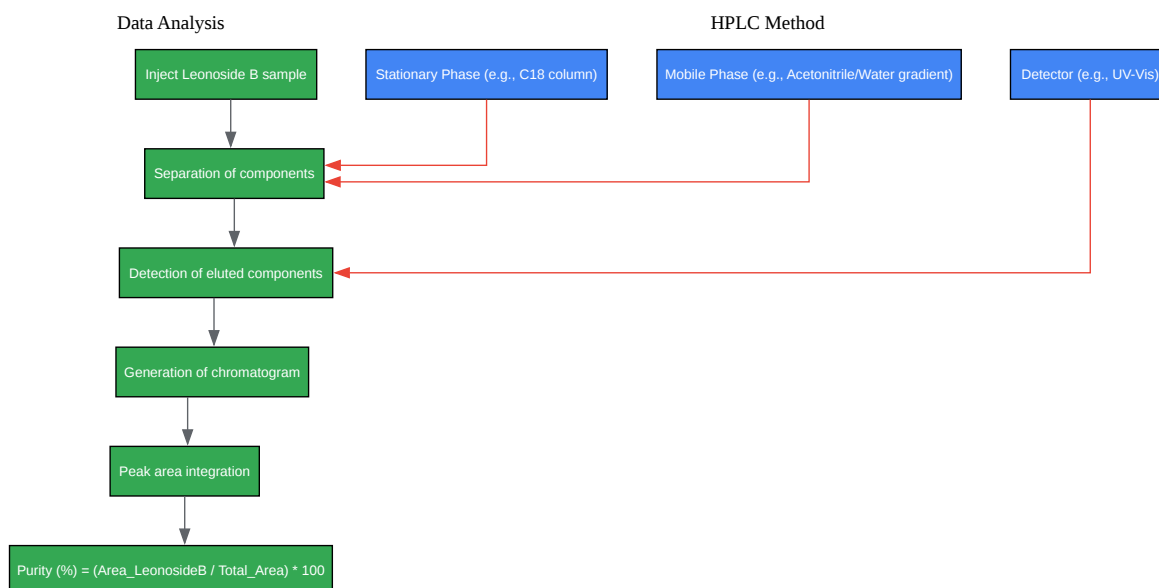 Data Analysis
HPLC Method
Inject Leonoside B sample
Stationary Phase (e.g., C18 column)
Mobile Phase (e.g., Acetonitrile/Water gradient)
Detector (e.g., UV-Vis)
Separation of components
Detection of eluted components
Generation of chromatogram
Peak area integration
Purity (%) = (Area_LeonosideB / Total_Area) * 100